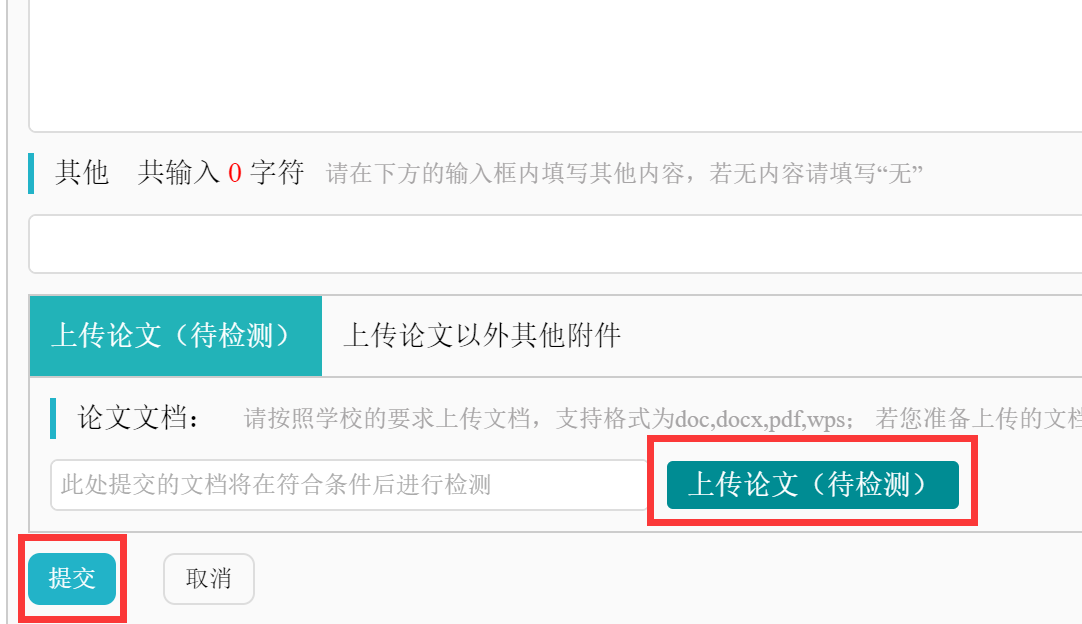 其他 共输入 0 字符 请在下方的输入框内填写其他内容，若无内容请填写“无”
上传论文（待检测） 上传论文以外其他附件
论文文档： 请按照学校的要求上传文档，支持格式为doc,docx,pdf,wps； 若您准备上传的文档
此处提交的文档将在符合条件后进行检测 上传论文（待检测）
提交 取消